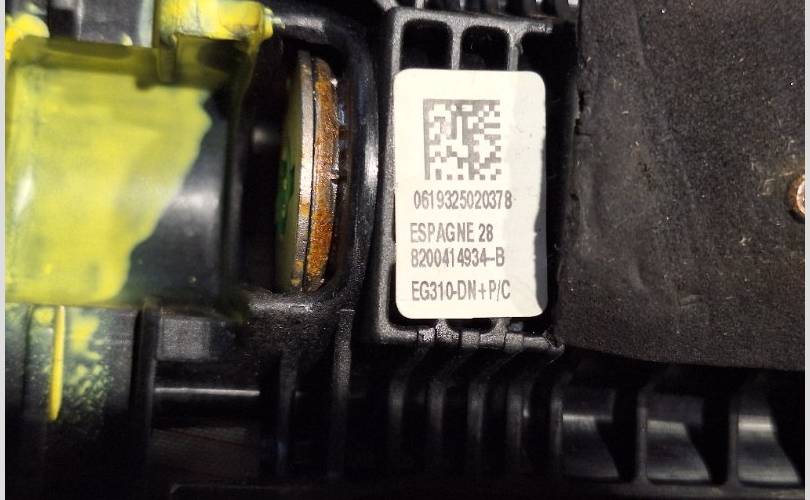 0619325020378
ESPAGNE 28
8200414934-B
EG310-DN+P/C